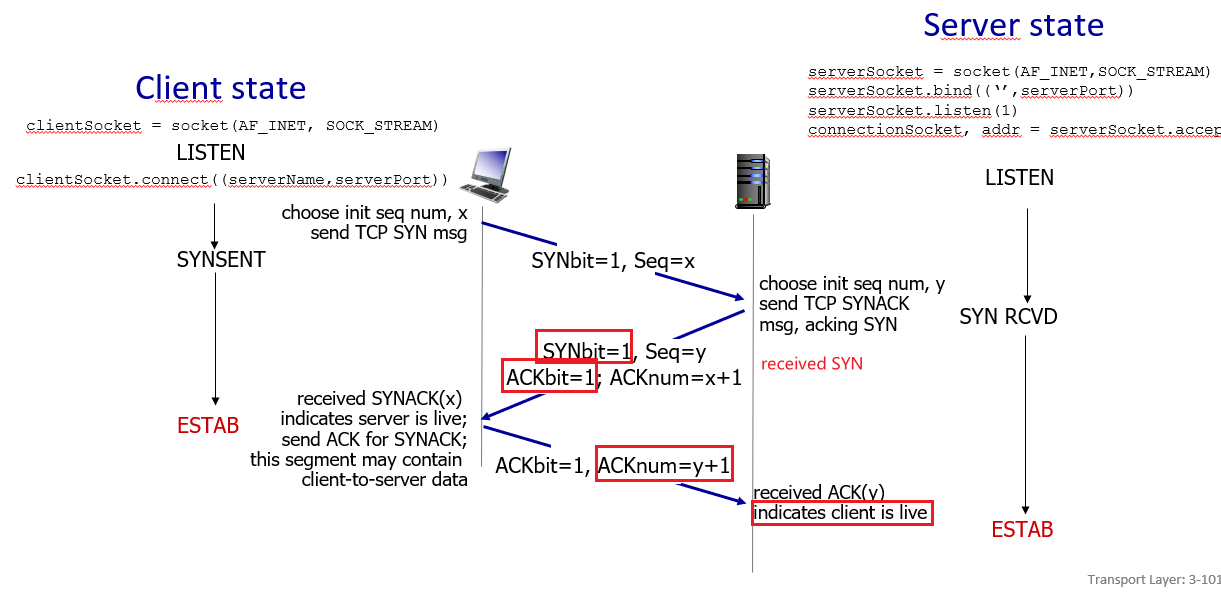 Server state
serverSocket = socket(AF_INET,SOCK_STREAM)
serverSocket.bind((‘’,serverPort))
serverSocket.listen(1)
connectionSocket, addr = serverSocket.accep
LISTEN
Client state
clientSocket = socket(AF_INET, SOCK_STREAM)
LISTEN
clientSocket.connect((serverName,serverPort))
choose init seq num, x
send TCP SYN msg
SYNSENT
SYNbit=1, Seq=x
choose init seq num, y
send TCP SYNACK
msg, acking SYN
SYN RCVD
SYNbit=1, Seq=y
ACKbit=1; ACKnum=x+1
received SYN
received SYNACK(x)
indicates server is live;
send ACK for SYNACK;
this segment may contain
client-to-server data
ESTAB
ACKbit=1, ACKnum=y+1
received ACK(y)
indicates client is live
ESTAB
Transport Layer: 3-101